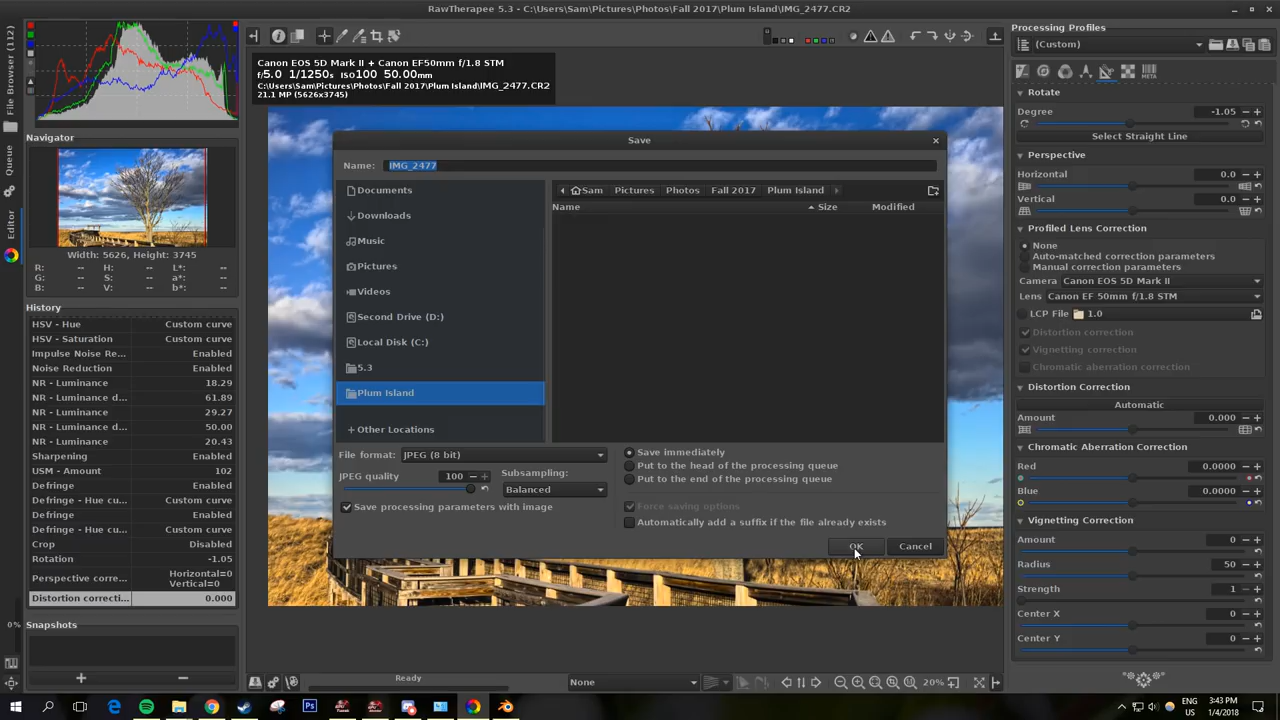 RawTherapee 5.3 - C:\Users\Sam\Pictures\Photos\Fall 2017\Plum Island\IMG_2477.CR2
File Browser (112)
Queue
Editor
Canon EOS 5D Mark II + Canon EF50mm f/1.8 STM
f/5.0 1/1250s ISO100 50.00mm
C:\Users\Sam\Pictures\Photos\Fall 2017\Plum Island\IMG_2477.CR2
21.1 MP (5626x3745)
Navigator
Width: 5626, Height: 3745
R: -- H: -- L*: --
G: -- S: -- a*: --
B: -- V: -- b*: --
History
HSV - Hue Custom curve
HSV - Saturation Custom curve
Impulse Noise Re... Enabled
Noise Reduction Enabled
NR - Luminance 18.29
NR - Luminance d... 61.89
NR - Luminance 29.27
NR - Luminance d... 50.00
NR - Luminance 20.43
Sharpening Enabled
USM - Amount 102
Defringe Enabled
Defringe - Hue cu... Custom curve
Defringe Enabled
Defringe - Hue cu... Custom curve
Crop Disabled
Rotation -1.05
Perspective corre... Horizontal=0
Vertical=0
Distortion correcti... 0.000
Snapshots
0%
Save
Name: IMG_2477
Documents
Downloads
Music
Pictures
Videos
Second Drive (D:)
Local Disk (C:)
5.3
Plum Island
Other Locations
Sam Pictures Photos Fall 2017 Plum Island
Name Size Modified
File format: JPEG (8 bit)
JPEG quality 100
Subsampling:
Balanced
Save processing parameters with image
Save immediately
Put to the head of the processing queue
Put to the end of the processing queue
Force saving options
Automatically add a suffix if the file already exists
OK Cancel
Ready
None
20%
Processing Profiles
(Custom)
META
Rotate
Degree -1.05
Select Straight Line
Perspective
Horizontal 0.0
Vertical 0.0
Profiled Lens Correction
None
Auto-matched correction parameters
Manual correction parameters
Camera Canon EOS 5D Mark II
Lens Canon EF 50mm f/1.8 STM
LCP File 1.0
Distortion correction
Vignetting correction
Chromatic aberration correction
Distortion Correction
Automatic
Amount 0.000
Chromatic Aberration Correction
Red 0.0000
Blue 0.0000
Vignetting Correction
Amount 0
Radius 50
Strength 1
Center X 0
Center Y 0
ENG
US
3:43 PM
1/4/2018